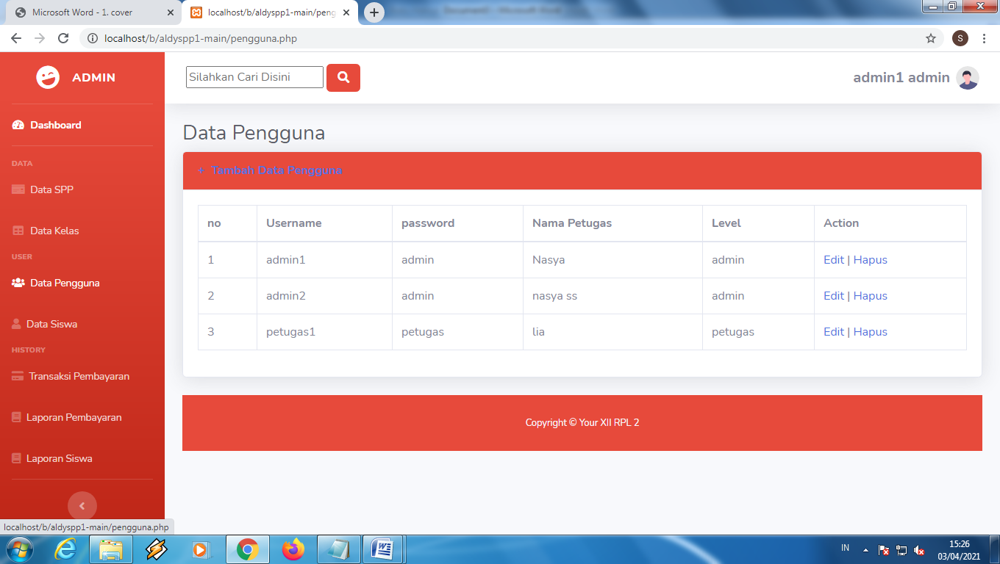 Microsoft Word - 1. cover
localhost/b/aldyspp1-main/peng
localhost/b/aldyspp1-main/pengguna.php
S
ADMIN
Silahkan Cari Disini
admin1 admin
Dashboard
DATA
Data SPP
Data Kelas
USER
Data Pengguna
Data Siswa
HISTORY
Transaksi Pembayaran
Laporan Pembayaran
Laporan Siswa
Data Pengguna
+ Tambah Data Pengguna
no Username password Nama Petugas Level Action
1 admin1 admin Nasya admin Edit | Hapus
2 admin2 admin nasya ss admin Edit | Hapus
3 petugas1 petugas lia petugas Edit | Hapus
Copyright © Your XII RPL 2
localhost/b/aldyspp1-main/pengguna.php
IN
15:26
03/04/2021